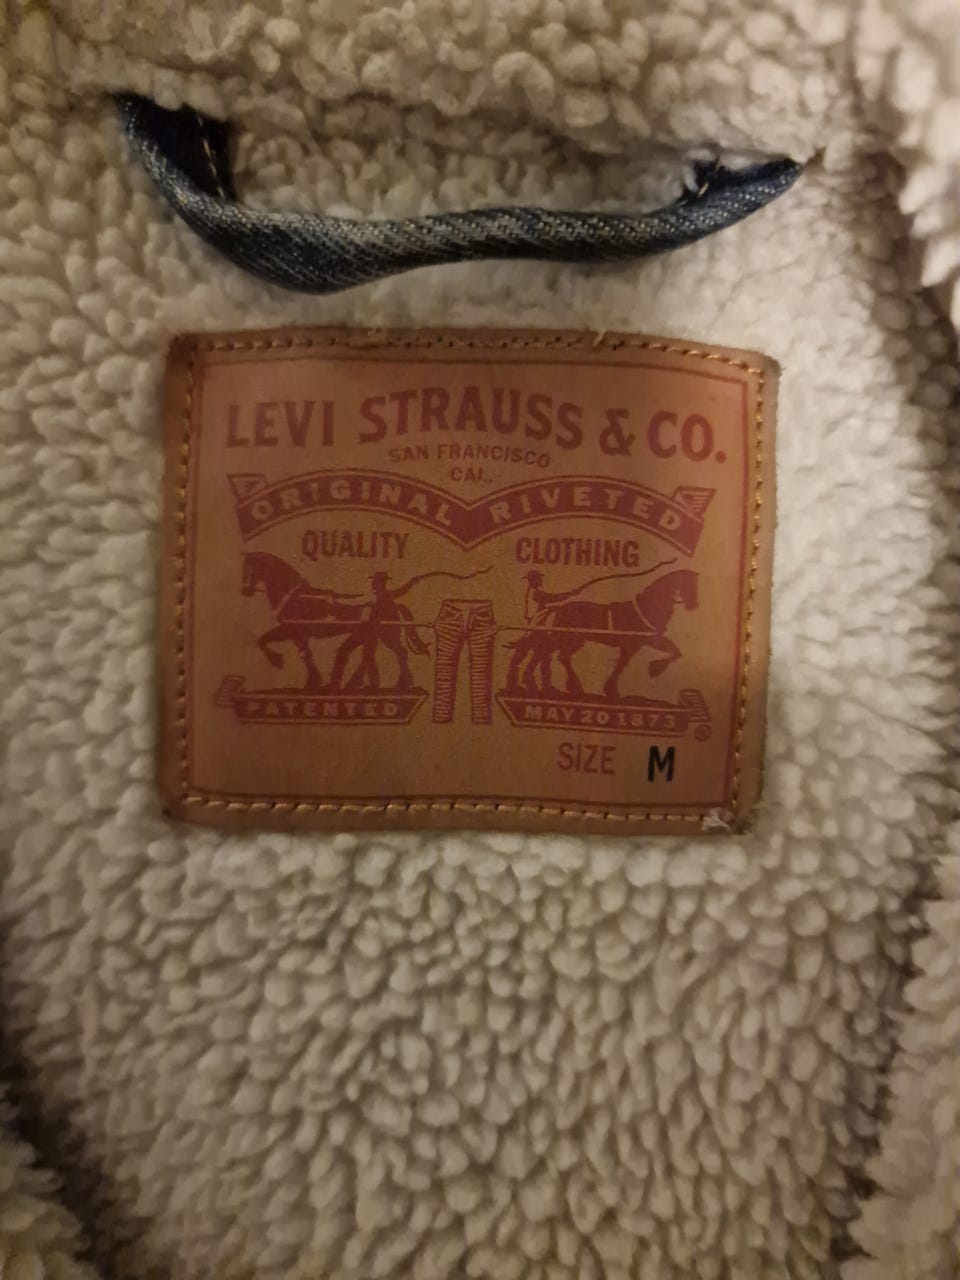 LEVI STRAUSS & CO.
SAN FRANCISCO
CAL.
ORIGINAL RIVETED
QUALITY CLOTHING
PATENTED MAY 20 1873 ®
SIZE M